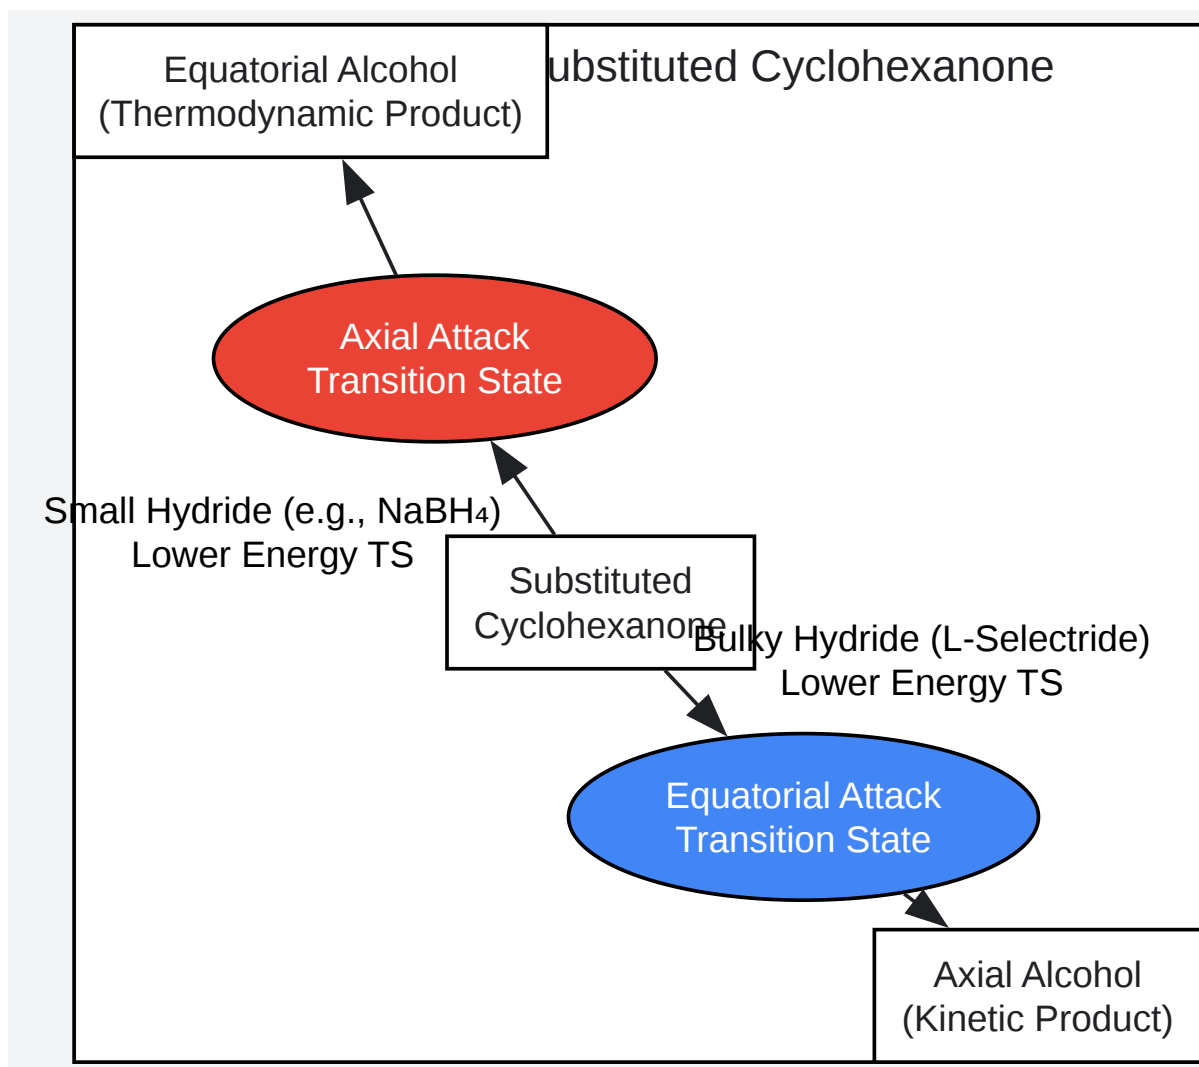 Equatorial Alcohol
(Thermodynamic Product)
ubstituted Cyclohexanone
Axial Attack
Transition State
Small Hydride (e.g., NaBH₄)
Lower Energy TS
Substituted
Cyclohexanone
Bulky Hydride (L-Selectride)
Lower Energy TS
Equatorial Attack
Transition State
Axial Alcohol
(Kinetic Product)